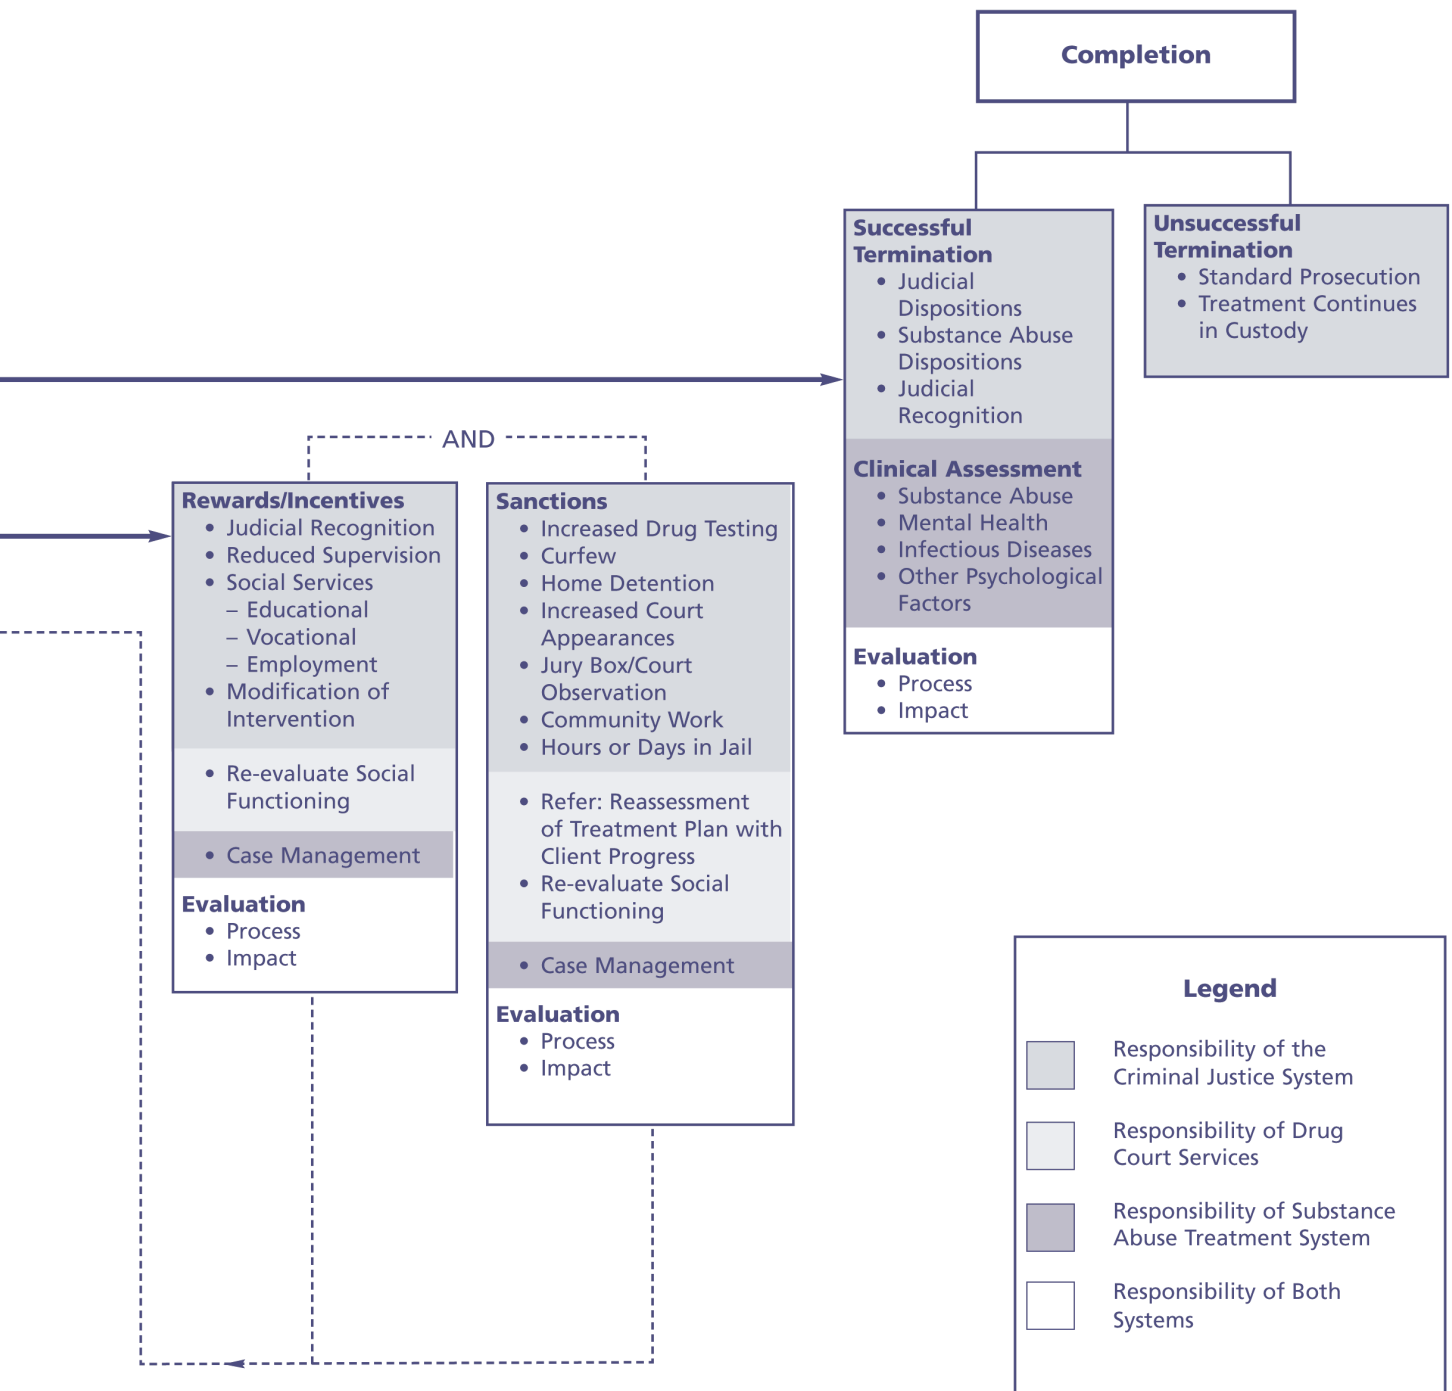 Completion
Successful
Termination
• Judicial
Dispositions
• Substance Abuse
Dispositions
• Judicial
Recognition
Clinical Assessment
• Substance Abuse
• Mental Health
• Infectious Diseases
• Other Psychological
Factors
Evaluation
• Process
• Impact
Unsuccessful
Termination
• Standard Prosecution
• Treatment Continues
in Custody
AND
Rewards/Incentives
• Judicial Recognition
• Reduced Supervision
• Social Services
– Educational
– Vocational
– Employment
• Modification of
Intervention
• Re-evaluate Social
Functioning
• Case Management
Evaluation
• Process
• Impact
Sanctions
• Increased Drug Testing
• Curfew
• Home Detention
• Increased Court
Appearances
• Jury Box/Court
Observation
• Community Work
• Hours or Days in Jail
• Refer: Reassessment
of Treatment Plan with
Client Progress
• Re-evaluate Social
Functioning
• Case Management
Evaluation
• Process
• Impact
Legend
Responsibility of the
Criminal Justice System
Responsibility of Drug
Court Services
Responsibility of Substance
Abuse Treatment System
Responsibility of Both
Systems